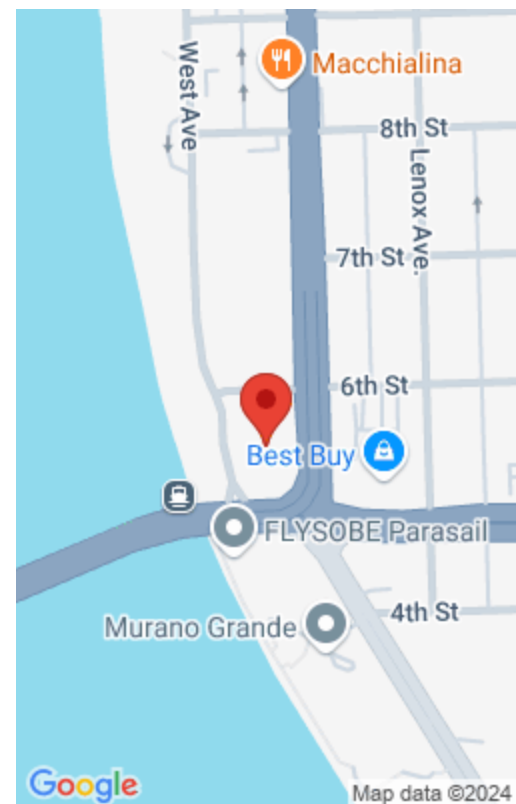 West Ave
Macchialina
8th St
Lenox Ave.
7th St
6th St
Best Buy
FLYSOBE Parasail
4th St
Murano Grande
Google
Map data ©2024